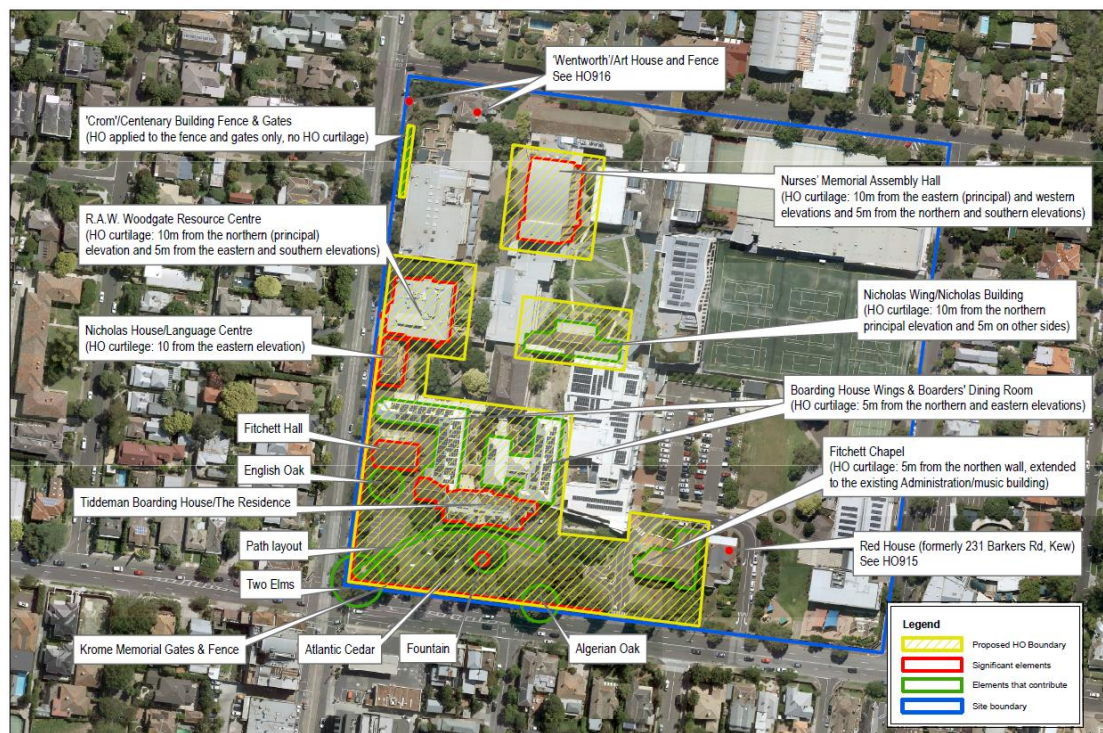 'Wentworth'/Art House and Fence
See HO916
'Crom'/Centenary Building Fence & Gates
(HO applied to the fence and gates only, no HO curtilage)
Nurses' Memorial Assembly Hall
(HO curtilage: 10m from the eastern (principal) and western
elevations and 5m from the northern and southern elevations)
R.A.W. Woodgate Resource Centre
(HO curtilage: 10m from the northern (principal)
elevation and 5m from the eastern and southern elevations)
Nicholas Wing/Nicholas Building
(HO curtilage: 10m from the northern
principal elevation and 5m on other sides)
Nicholas House/Language Centre
(HO curtilege: 10 from the eastern elevation)
Boarding House Wings & Boarders' Dining Room
(HO curtilage: 5m from the northern and eastern elevations)
Fitchett Hall
English Oak
Fitchett Chapel
(HO curtilage: 5m from the northen wall, extended
to the existing Administration/music building)
Tiddeman Boarding House/The Residence
Path layout
Red House (formerly 231 Barkers Rd, Kew)
See HO915
Two Elms
Krome Memorial Gates & Fence
Atlantic Cedar
Fountain
Algerian Oak
Legend
Proposed HO Boundary
Significant elements
Elements that contribute
Site boundary